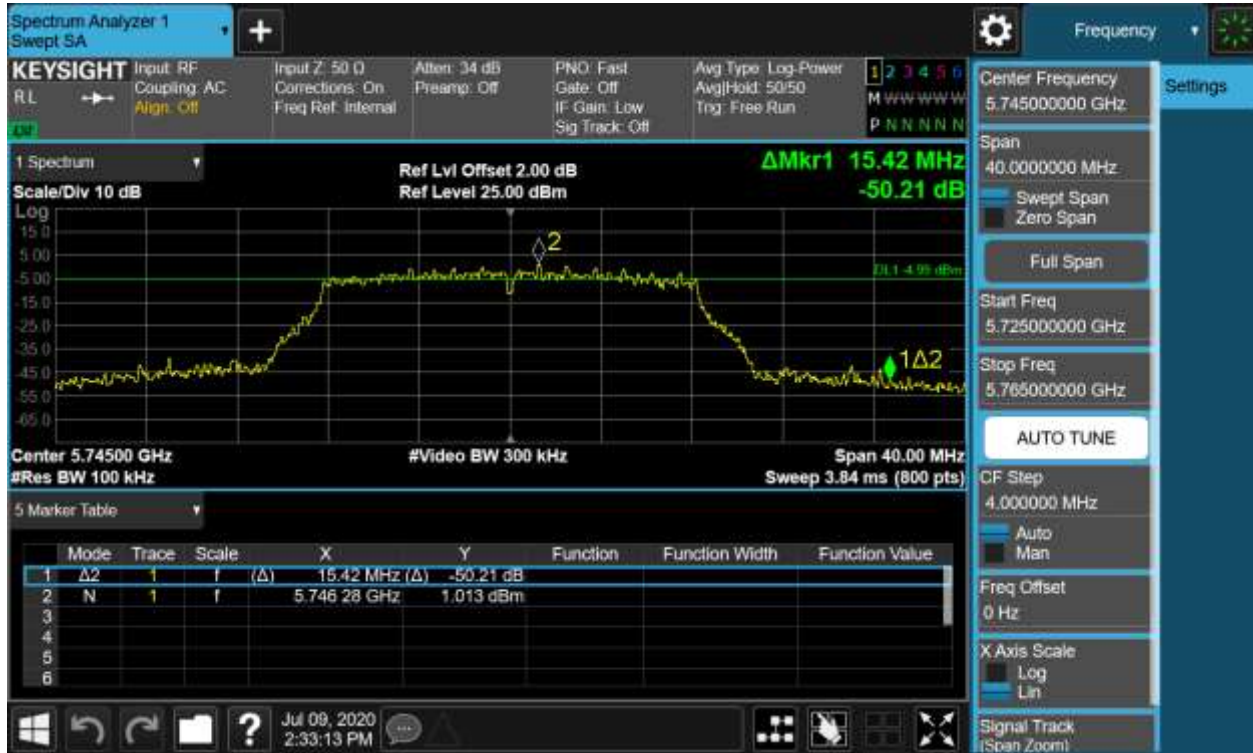 Spectrum Analyzer 1
Swept SA
Frequency
KEYSIGHT
RL
Input: RF
Coupling: AC
Align: Off
Input Z: 50 Ω
Corrections: On
Freq Ref: Internal
Atten: 34 dB
Preamp: Off
PNO: Fast
Gate: Off
IF Gain: Low
Sig Track: Off
Avg Type: Log-Power
Avg|Hold: 50/50
Trig: Free Run
1 2 3 4 5 6
M W W W W W
P N N N N N
Settings
Center Frequency
5.745000000 GHz
Span
40.0000000 MHz
Swept Span
Zero Span
Full Span
Start Freq
5.725000000 GHz
Stop Freq
5.765000000 GHz
AUTO TUNE
CF Step
4.000000 MHz
Auto
Man
Freq Offset
0 Hz
X Axis Scale
Log
Lin
Signal Track
(Span Zoom)
1 Spectrum
Scale/Div 10 dB
Ref Lvl Offset 2.00 dB
Ref Level 25.00 dBm
ΔMkr1 15.42 MHz
-50.21 dB
Log
15.0
5.00
-5.00
-15.0
-25.0
-35.0
-45.0
-55.0
-65.0
2
DL1 -4.99 dBm
1Δ2
Center 5.74500 GHz
#Video BW 300 kHz
Span 40.00 MHz
#Res BW 100 kHz
Sweep 3.84 ms (800 pts)
5 Marker Table
Mode Trace Scale X Y Function Function Width Function Value
1 Δ2 1 f (Δ) 15.42 MHz (Δ) -50.21 dB
2 N 1 f 5.746 28 GHz 1.013 dBm
3
4
5
6
?
Jul 09, 2020
2:33:13 PM